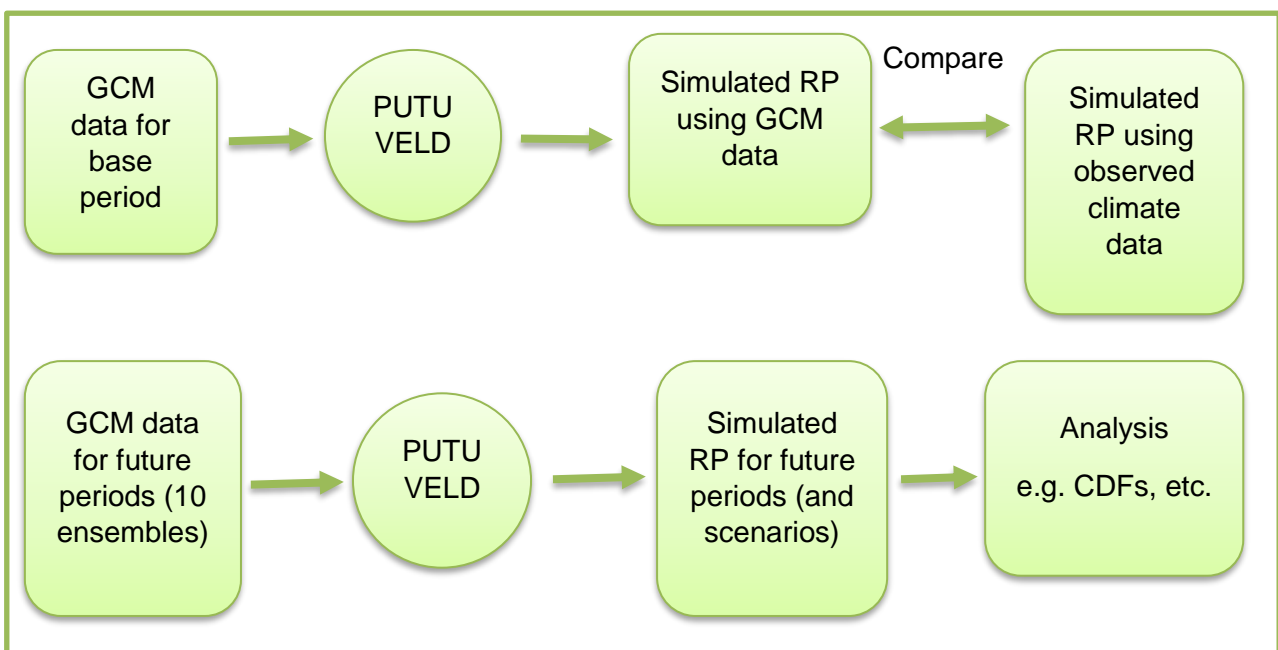 GCM
data for
base
period
PUTU
VELD
Simulated RP
using GCM
data
Compare
Simulated
RP using
observed
climate
data
GCM data
for future
periods (10
ensembles)
PUTU
VELD
Simulated
RP for future
periods (and
scenarios)
Analysis
e.g. CDFs, etc.